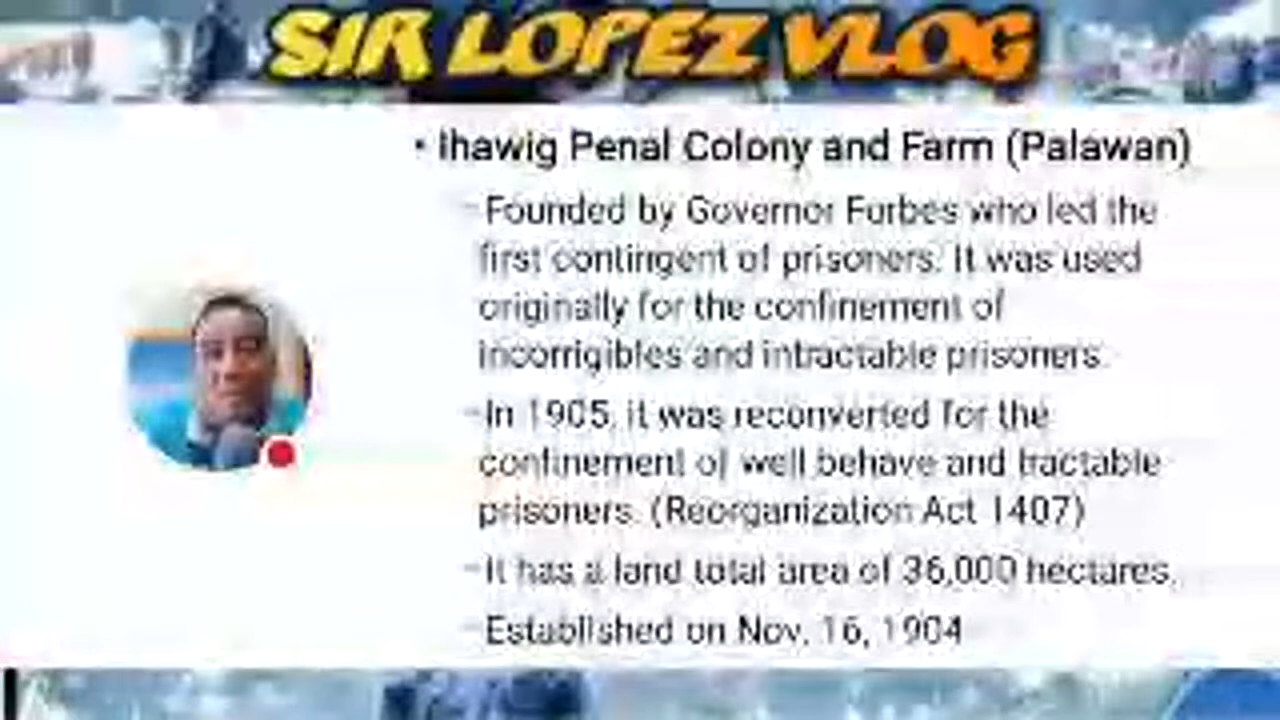 SIR LOPEZ VLOG
• Ihawig Penal Colony and Farm (Palawan)
-Founded by Governor Forbes who led the
first contingent of prisoners. It was used
originally for the confinement of
incorrigibles and intractable prisoners.
-In 1905, it was reconverted for the
confinement of well behave and tractable
prisoners. (Reorganization Act 1407)
-It has a land total area of 36,000 hectares.
-Established on Nov. 16, 1904